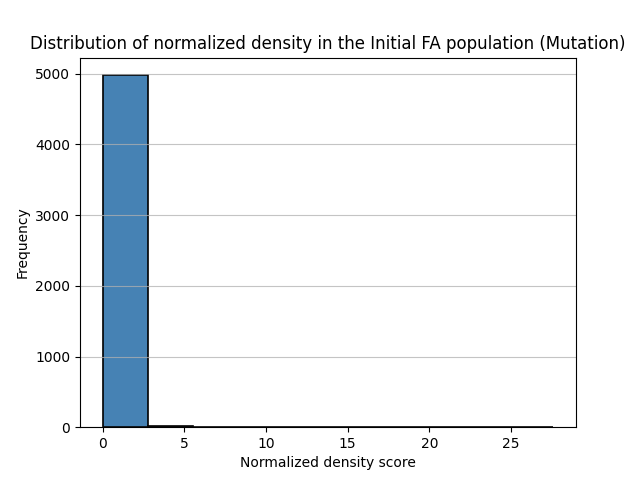 Distribution of normalized density in the Initial FA population (Mutation)
5000
4000
3000
2000
1000
0
Frequency
0 5 10 15 20 25
Normalized density score